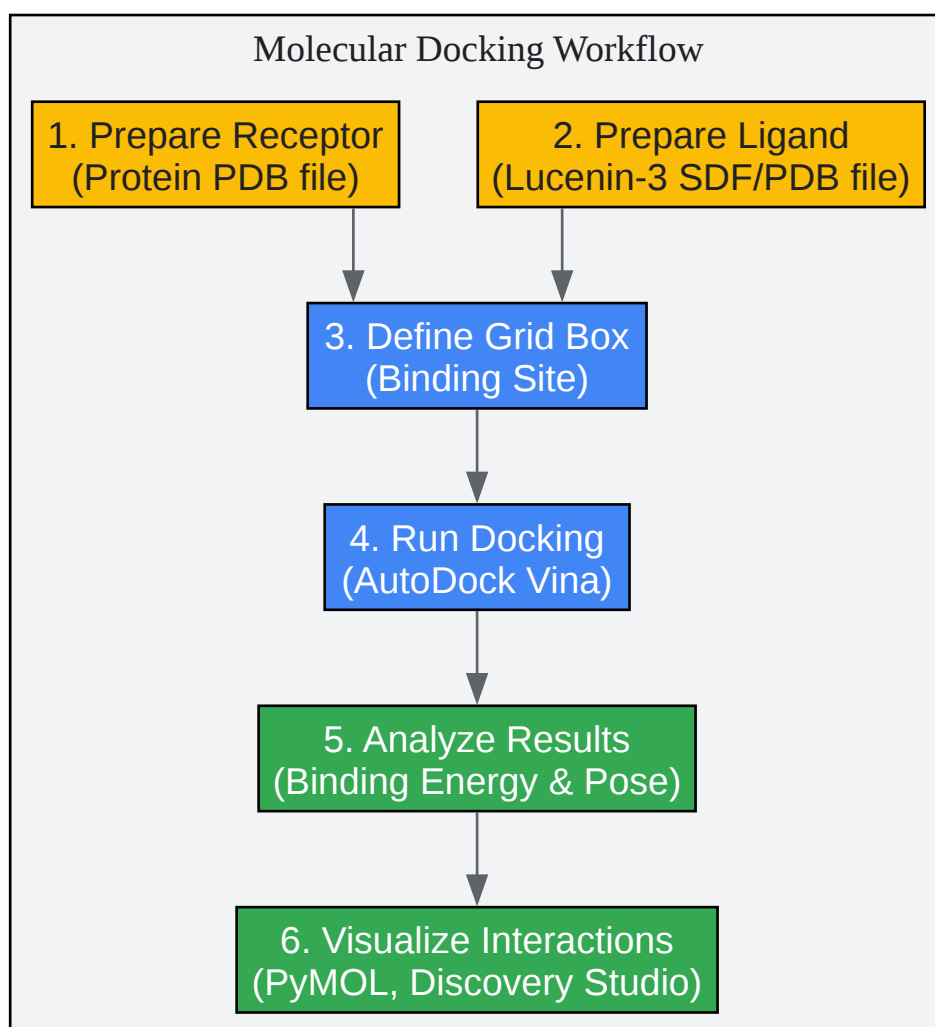 Molecular Docking Workflow
1. Prepare Receptor
(Protein PDB file)
2. Prepare Ligand
(Lucenin-3 SDF/PDB file)
3. Define Grid Box
(Binding Site)
4. Run Docking
(AutoDock Vina)
5. Analyze Results
(Binding Energy & Pose)
6. Visualize Interactions
(PyMOL, Discovery Studio)